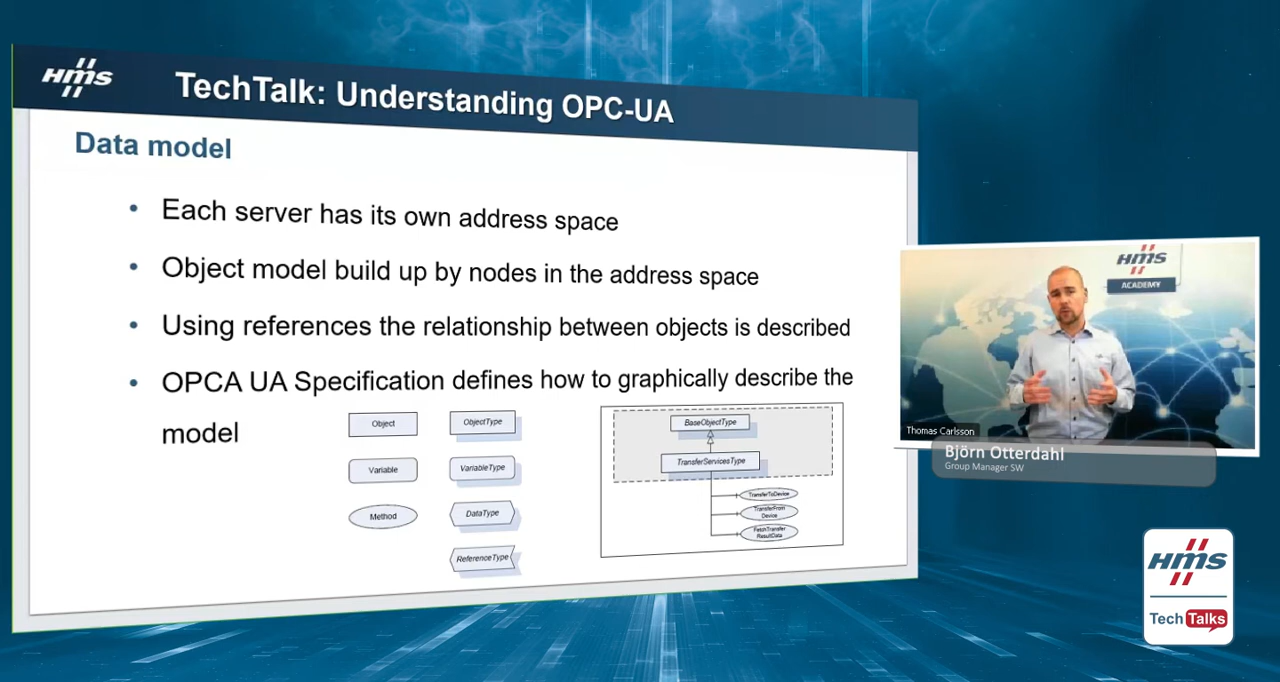 HMS
TechTalk: Understanding OPC-UA
Data model
• Each server has its own address space
• Object model build up by nodes in the address space
• Using references the relationship between objects is described
• OPCA UA Specification defines how to graphically describe the
model
Object
ObjectType
Variable
VariableType
Method
DataType
ReferenceType
BaseObjectType
TransferServicesType
TransferToDevice
TransferFrom
Device
FetchTransfer
ResultData
HMS
ACADEMY
Thomas Carlsson
Björn Otterdahl
Group Manager SW
HMS
Tech Talks